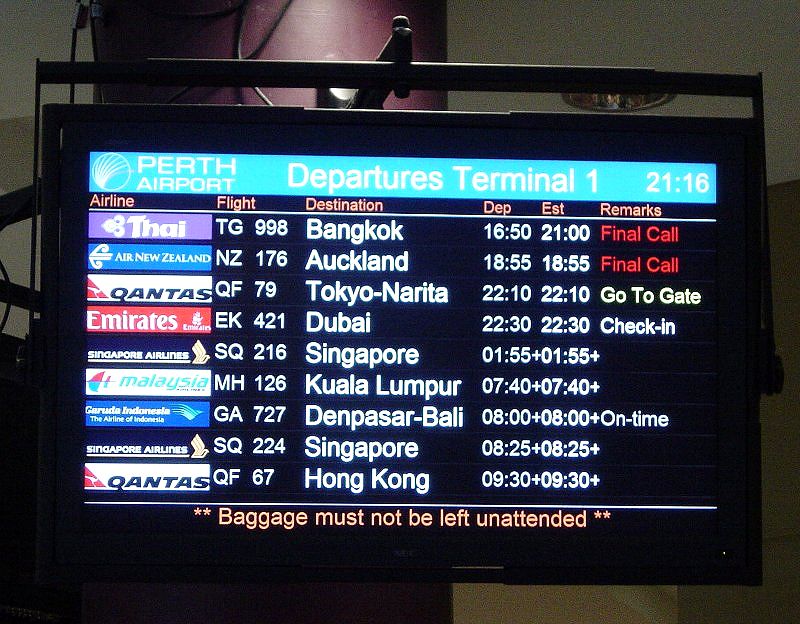 PERTH AIRPORT Departures Terminal 1 21:16
Airline Flight Destination Dep Est Remarks
Thai TG 998 Bangkok 16:50 21:00 Final Call
AIR NEW ZEALAND NZ 176 Auckland 18:55 18:55 Final Call
QANTAS QF 79 Tokyo-Narita 22:10 22:10 Go To Gate
Emirates Emirates EK 421 Dubai 22:30 22:30 Check-in
SINGAPORE AIRLINES SQ 216 Singapore 01:55+01:55+
malaysia AIRLINES MH 126 Kuala Lumpur 07:40+07:40+
Garuda Indonesia The Airline of Indonesia GA 727 Denpasar-Bali 08:00+08:00+On-time
SINGAPORE AIRLINES SQ 224 Singapore 08:25+08:25+
QANTAS QF 67 Hong Kong 09:30+09:30+
** Baggage must not be left unattended **
NEC